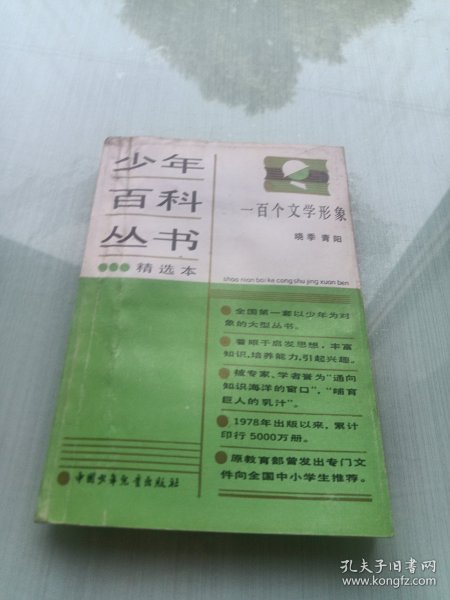 少年
百科
丛书
精选本
一百个文学形象
晓季 青阳
shao nian bai ke cong shu jing xuan ben
全国第一套以少年为对
象的大型丛书。
着眼于启发思想，丰富
知识，培养能力，引起兴趣。
被专家、学者誉为“通向
知识海洋的窗口”，“哺育
巨人的乳汁”。
1978年出版以来，累计
印行5000万册。
原教育部曾发出专门文
件向全国中小学生推荐。
中国少年儿童出版社
孔夫子旧书网
www.kongfz.com